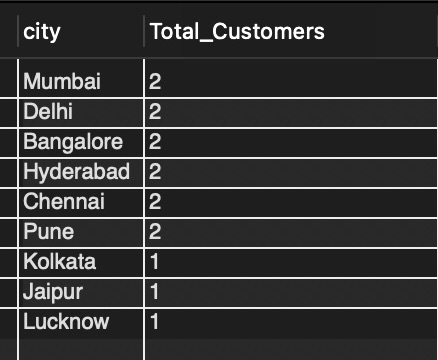 city Total_Customers
Mumbai 2
Delhi 2
Bangalore 2
Hyderabad 2
Chennai 2
Pune 2
Kolkata 1
Jaipur 1
Lucknow 1